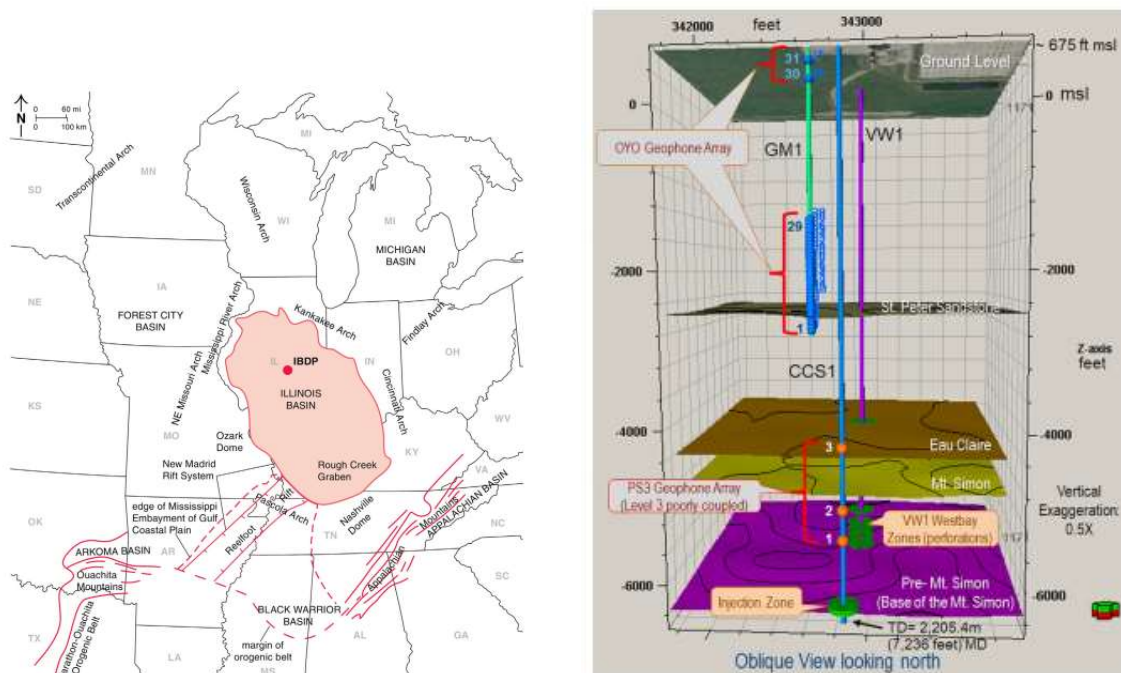 N
0 60 mi
0 100 km
MI
MN
Transcontinental Arch
SD
Wisconsin Arch
WI
MI
MICHIGAN
BASIN
IA
NE
FOREST CITY
BASIN
Mississippi River Arch
Kankakee Arch
Findlay Arch
IL
IBDP
IN
OH
ILLINOIS
BASIN
NE Missouri Arch
Cincinnati Arch
KS
WV
MO
Ozark
Dome
KY
VA
New Madrid
Rift System
Rough Creek
Graben
edge of Mississippi
Embayment of Gulf
Coastal Plain
Pascola Arch
Rift
Reelfoot
Nashville
Dome
TN
Appalachian
Mountains
APPALACHIAN BASIN
NC
OK
ARKOMA BASIN
AR
Ouachita
Mountains
SC
BLACK WARRIOR
BASIN
AL
GA
margin of
orogenic belt
TX
Marathon-Ouachita
Orogenic Belt
LA
MS
342000 feet 343000
~ 675 ft msl
31
30
Ground Level
0
0 msl
1171
OYO Geophone Array
GM1
VW1
29
-2000
-2000
St. Peter Sandstone
1
Z-axis
feet
CCS1
-4000
-4000
3
Eau Claire
Mt. Simon
PS3 Geophone Array
(Level 3 poorly coupled)
2
1
VW1 Westbay
Zones (perforations)
Vertical
Exaggeration:
0.5X
-6000
-6000
Pre- Mt. Simon
(Base of the Mt. Simon)
Injection Zone
TD= 2,205.4m
(7,236 feet) MD
Oblique View looking north